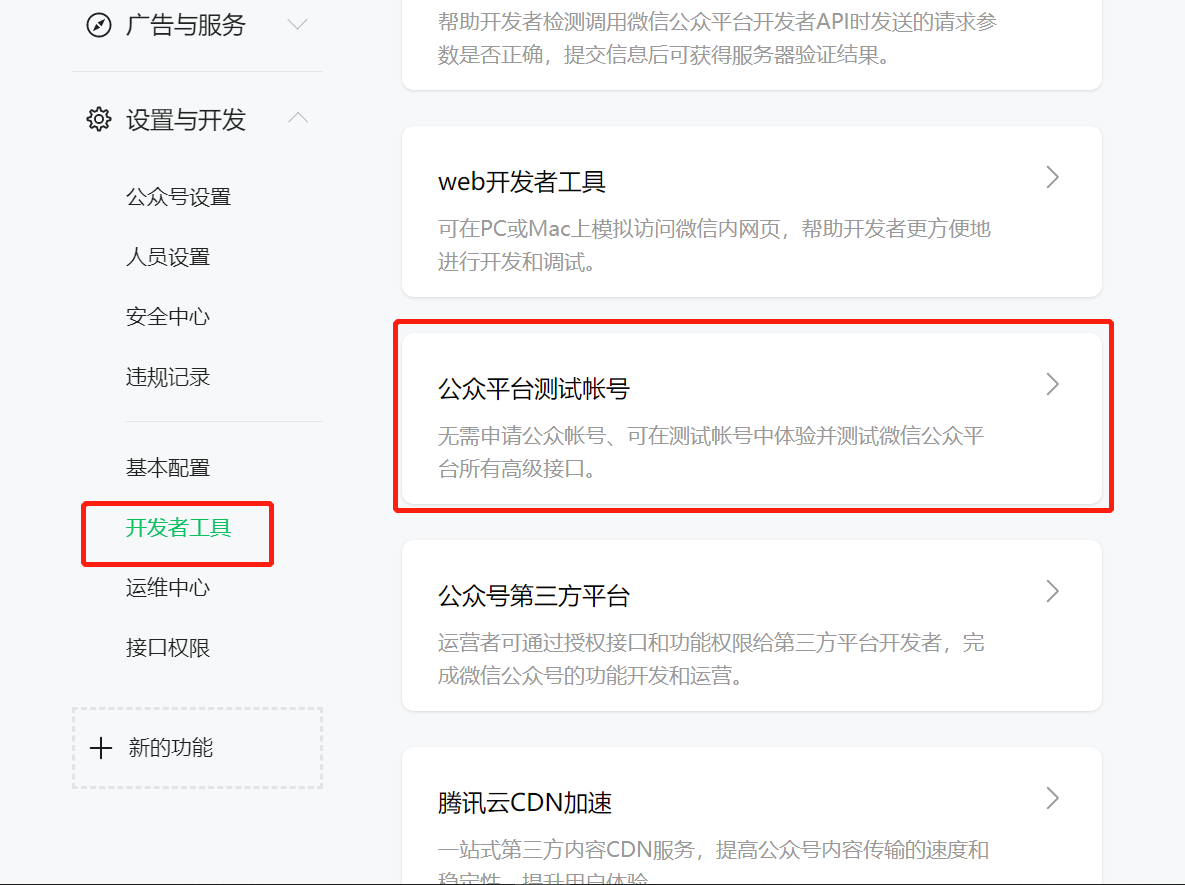 广告与服务
设置与开发
公众号设置
人员设置
安全中心
违规记录
基本配置
开发者工具
运维中心
接口权限
新的功能
帮助开发者检测调用微信公众平台开发者API时发送的请求参
数是否正确，提交信息后可获得服务器验证结果。
web开发者工具
可在PC或Mac上模拟访问微信内网页，帮助开发者更方便地
进行开发和调试。
公众平台测试帐号
无需申请公众帐号、可在测试帐号中体验并测试微信公众平
台所有高级接口。
公众号第三方平台
运营者可通过授权接口和功能权限给第三方平台开发者，完
成微信公众号的功能开发和运营。
腾讯云CDN加速
一站式第三方内容CDN服务，提高公众号内容传输的速度和
稳定性，提升用户体验